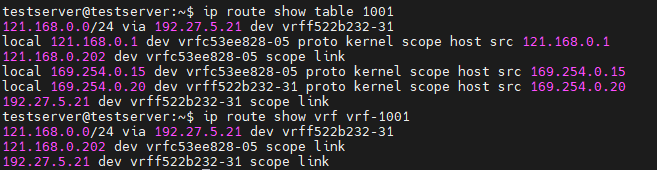 testserver@testserver:~$ ip route show table 1001
121.168.0.0/24 via 192.27.5.21 dev vrff522b232-31
local 121.168.0.1 dev vrfc53ee828-05 proto kernel scope host src 121.168.0.1
121.168.0.202 dev vrfc53ee828-05 scope link
local 169.254.0.15 dev vrfc53ee828-05 proto kernel scope host src 169.254.0.15
local 169.254.0.20 dev vrff522b232-31 proto kernel scope host src 169.254.0.20
192.27.5.21 dev vrff522b232-31 scope link
testserver@testserver:~$ ip route show vrf vrf-1001
121.168.0.0/24 via 192.27.5.21 dev vrff522b232-31
121.168.0.202 dev vrfc53ee828-05 scope link
192.27.5.21 dev vrff522b232-31 scope link